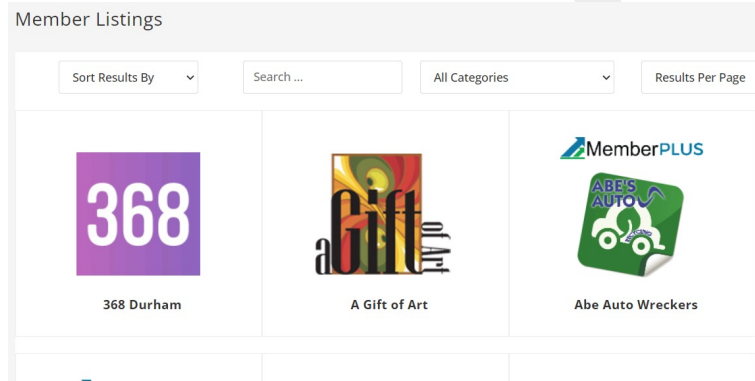 Member Listings
Sort Results By
Search ...
All Categories
Results Per Page
368
a Gift of Art
MemberPLUS
ABE'S
AUTO
RECYCLING
368 Durham
A Gift of Art
Abe Auto Wreckers